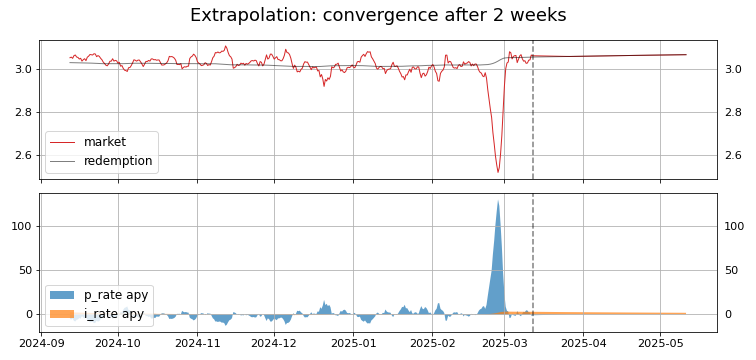 Extrapolation: convergence after 2 weeks
3.0 3.0
2.8 2.8
2.6 2.6
market
redemption
100 100
50 50
0 0
p_rate apy
i_rate apy
2024-09 2024-10 2024-11 2024-12 2025-01 2025-02 2025-03 2025-04 2025-05